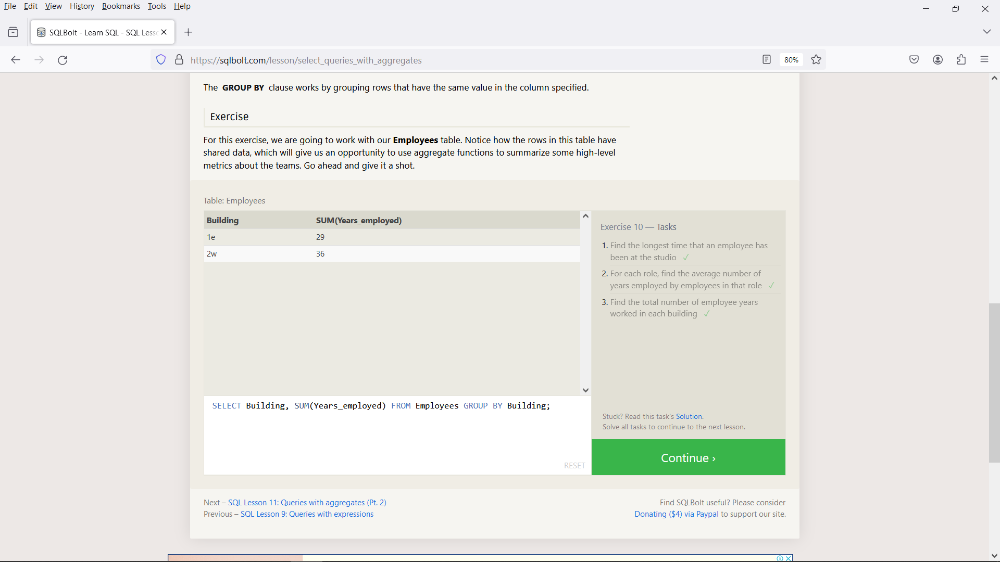 File Edit View History Bookmarks Tools Help
SQLBolt - Learn SQL - SQL Less
https://sqlbolt.com/lesson/select_queries_with_aggregates
80%
The GROUP BY clause works by grouping rows that have the same value in the column specified.
Exercise
For this exercise, we are going to work with our Employees table. Notice how the rows in this table have
shared data, which will give us an opportunity to use aggregate functions to summarize some high-level
metrics about the teams. Go ahead and give it a shot.
Table: Employees
Building SUM(Years_employed)
1e 29
2w 36
SELECT Building, SUM(Years_employed) FROM Employees GROUP BY Building;
RESET
Exercise 10 — Tasks
1. Find the longest time that an employee has
been at the studio ✓
2. For each role, find the average number of
years employed by employees in that role ✓
3. Find the total number of employee years
worked in each building ✓
Stuck? Read this task's Solution.
Solve all tasks to continue to the next lesson.
Continue ›
Next – SQL Lesson 11: Queries with aggregates (Pt. 2)
Previous – SQL Lesson 9: Queries with expressions
Find SQLBolt useful? Please consider
Donating ($4) via Paypal to support our site.